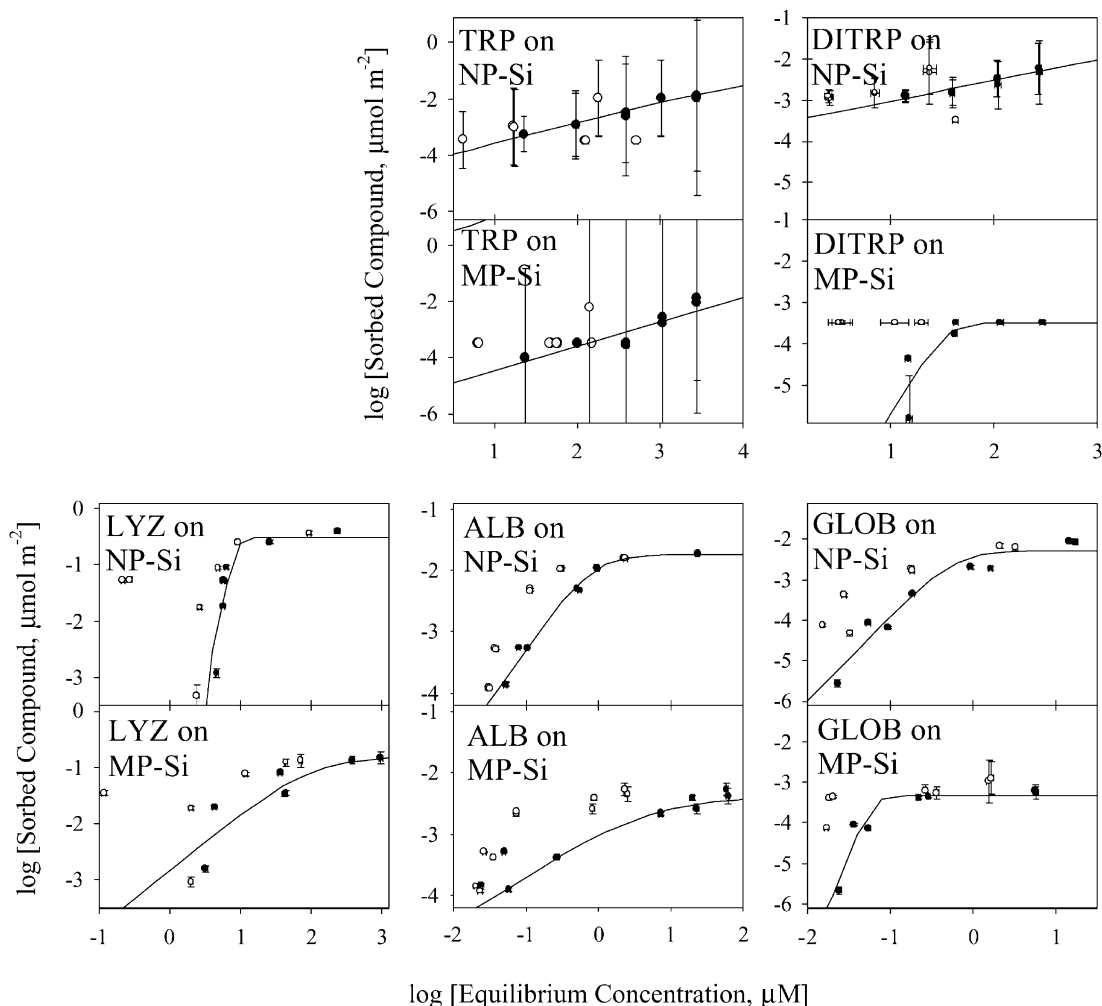 log [Sorbed Compound, µmol m-2]
TRP on
NP-Si
0
-2
-4
-6
DITRP on
NP-Si
-1
-2
-3
-4
-1
TRP on
MP-Si
0
-2
-4
-6
1 2 3 4
DITRP on
MP-Si
-2
-3
-4
-5
1 2 3
log [Sorbed Compound, µmol m-2]
LYZ on
NP-Si
0
-1
-2
-3
0
ALB on
NP-Si
-1
-2
-3
-4
-1
GLOB on
NP-Si
-2
-3
-4
-5
-6
LYZ on
MP-Si
-1
-2
-3
-1 0 1 2 3
ALB on
MP-Si
-2
-3
-4
-2 -1 0 1 2
GLOB on
MP-Si
-2
-3
-4
-5
-6
-2 -1 0 1 2
log [Equilibrium Concentration, µM]